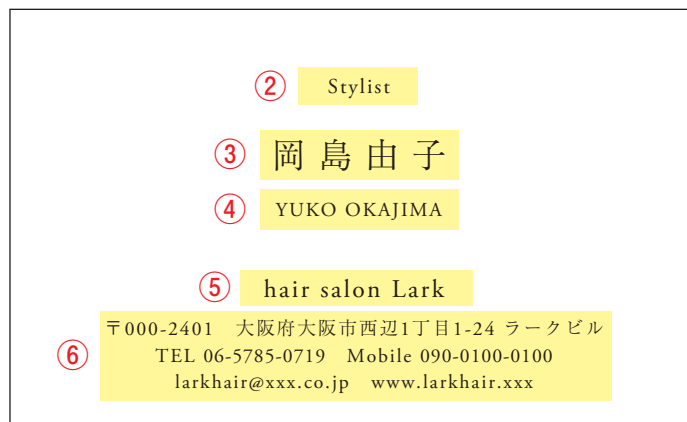 ② Stylist
③ 岡島由子
④ YUKO OKAJIMA
⑤ hair salon Lark
〒000-2401　大阪府大阪市西辺1丁目1-24 ラークビル
⑥ TEL 06-5785-0719　Mobile 090-0100-0100
larkhair@xxx.co.jp　www.larkhair.xxx